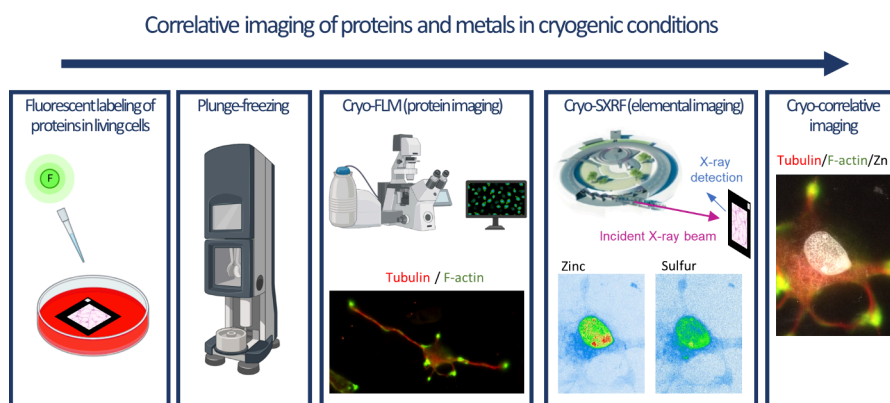 Correlative imaging of proteins and metals in cryogenic conditions
Fluorescent labeling of
proteins in living cells
F
Plunge-freezing
Cryo-FLM (protein imaging)
Tubulin / F-actin
Cryo-SXRF (elemental imaging)
X-ray
detection
Incident X-ray beam
Zinc
Sulfur
Cryo-correlative
imaging
Tubulin/F-actin/Zn